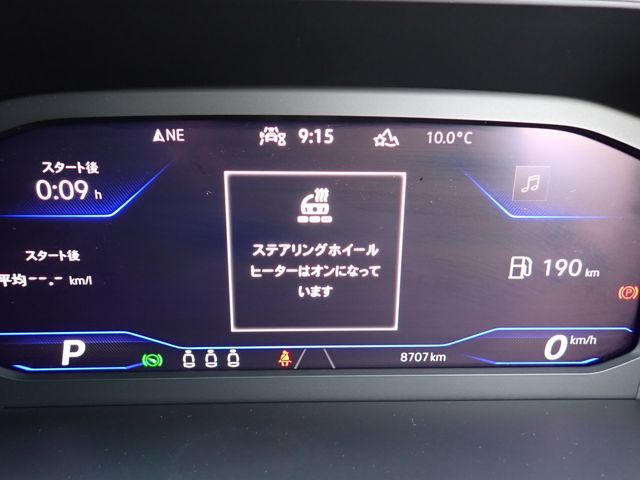 NE 9:15 10.0°C
スタート後
0:09 h
スタート後
平均--.- km/l
ステアリングホイール
ヒーターはオンになって
います
190 km
P
P 8707 km 0 km/h